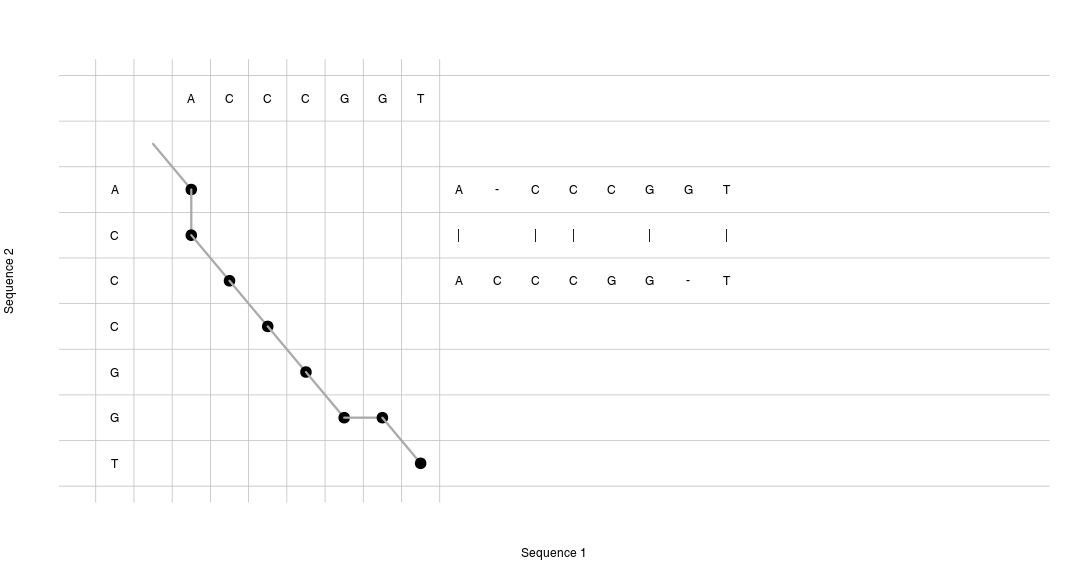 A C C C G G T
A A - C C C G G T
C | | | | |
C A C C C G G - T
C
G
G
T
Sequence 2
Sequence 1